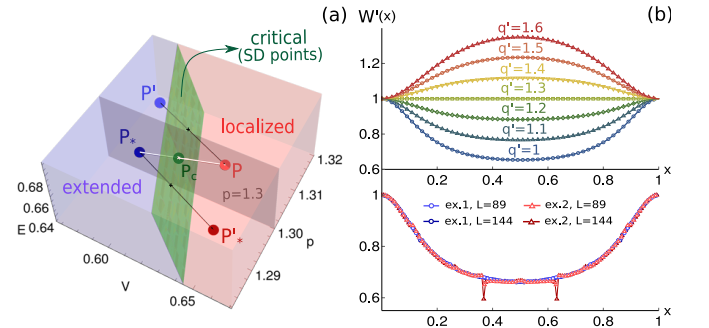 (a)
critical
(SD points)
P'
localized
P*
P
Pc
p=1.3
extended
P'*
0.68
0.66
E 0.64
0.60
V
0.65
1.29
1.30
p
1.31
1.32
W'(x)
(b)
q'=1.6
q'=1.5
q'=1.4
q'=1.3
q'=1.2
q'=1.1
q'=1
1.2
1
0.8
0.6
0.2 0.4 0.6 0.8 1 x
1
0.8
0.6
ex.1, L=89 ex.2, L=89
ex.1, L=144 ex.2, L=144
0.2 0.4 0.6 0.8 1 x